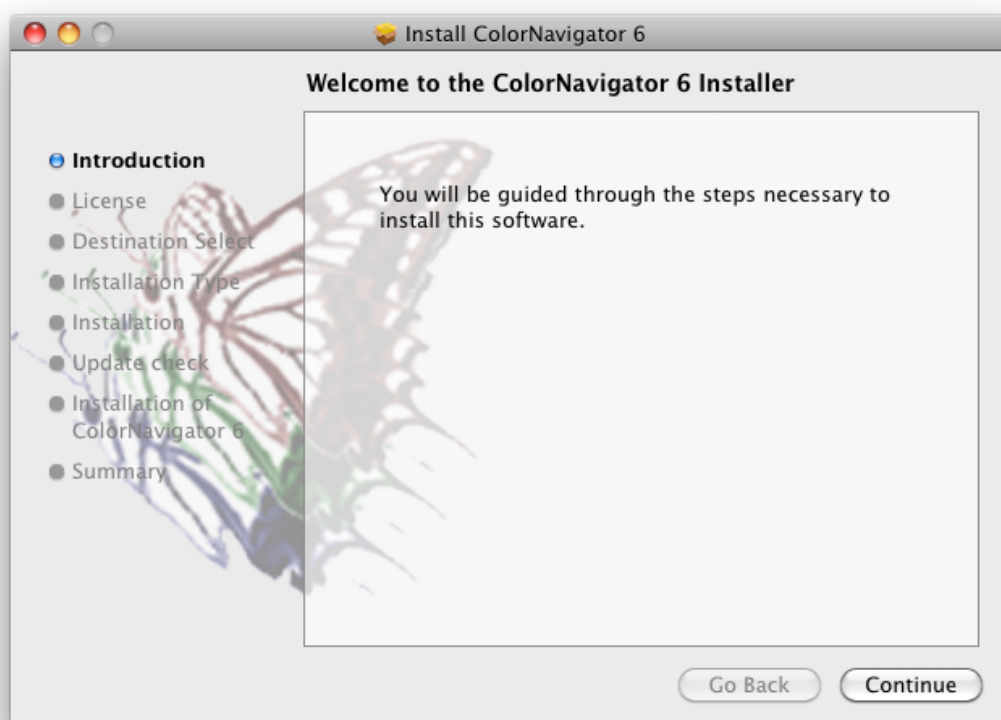 Install ColorNavigator 6
Welcome to the ColorNavigator 6 Installer
Introduction
License
Destination Select
Installation Type
Installation
Update check
Installation of
ColorNavigator 6
Summary
You will be guided through the steps necessary to
install this software.
Go Back
Continue